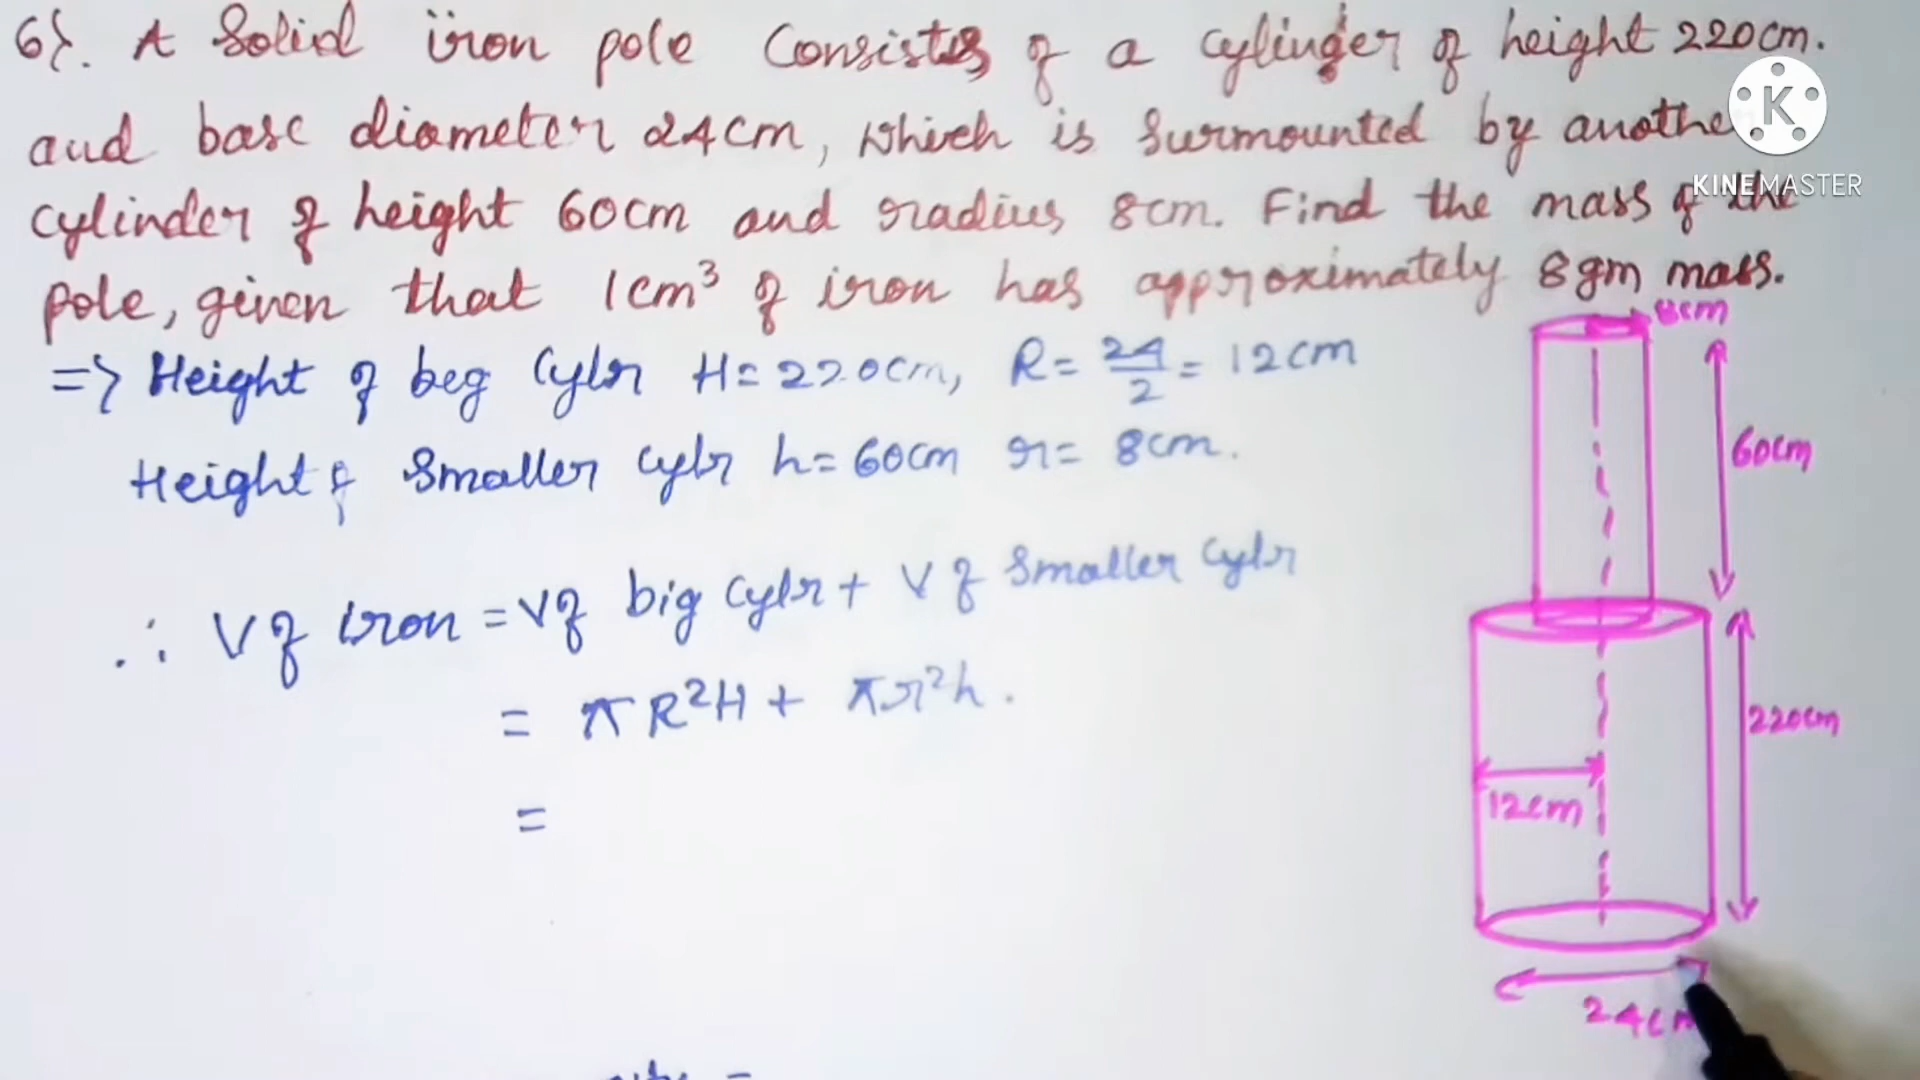 6}. A Solid iron pole Consists of a cylinder of height 220cm.
and base diameter 24cm, which is surmounted by another
cylinder of height 60cm and radius 8cm. Find the mass of the
pole, given that 1cm³ of iron has approximately 8gm mass.
=> Height of beg Cylr H=220cm, R= 24/2 = 12cm
Height of Smaller cylr h=60cm r= 8cm.
∴ V of iron = V of big Cylr + V of Smaller Cylr
= πR²H + πr²h.
=
8cm
60cm
220cm
12cm
24cm
K
KINEMASTER